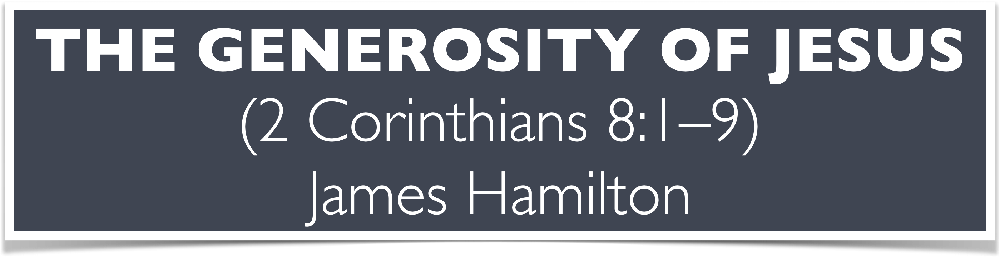 THE GENEROSITY OF JESUS
(2 Corinthians 8:1–9)
James Hamilton